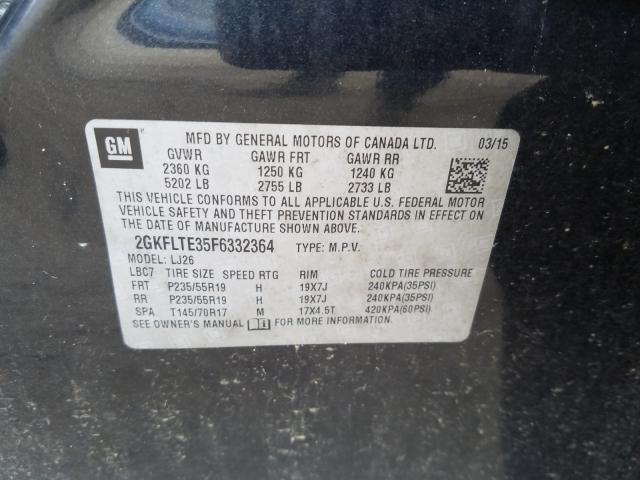 GM
MFD BY GENERAL MOTORS OF CANADA LTD. 03/15
GVWR GAWR FRT GAWR RR
2360 KG 1250 KG 1240 KG
5202 LB 2755 LB 2733 LB
THIS VEHICLE CONFORMS TO ALL APPLICABLE U.S. FEDERAL MOTOR
VEHICLE SAFETY AND THEFT PREVENTION STANDARDS IN EFFECT ON
THE DATE OF MANUFACTURE SHOWN ABOVE.
2GKFLTE35F6332364 TYPE: M.P.V.
MODEL: LJ26
LBC7 TIRE SIZE SPEED RTG RIM COLD TIRE PRESSURE
FRT P235/55R19 H 19X7J 240KPA(35PSI)
RR P235/55R19 H 19X7J 240KPA(35PSI)
SPA T145/70R17 M 17X4.5T 420KPA(60PSI)
SEE OWNER'S MANUAL FOR MORE INFORMATION.